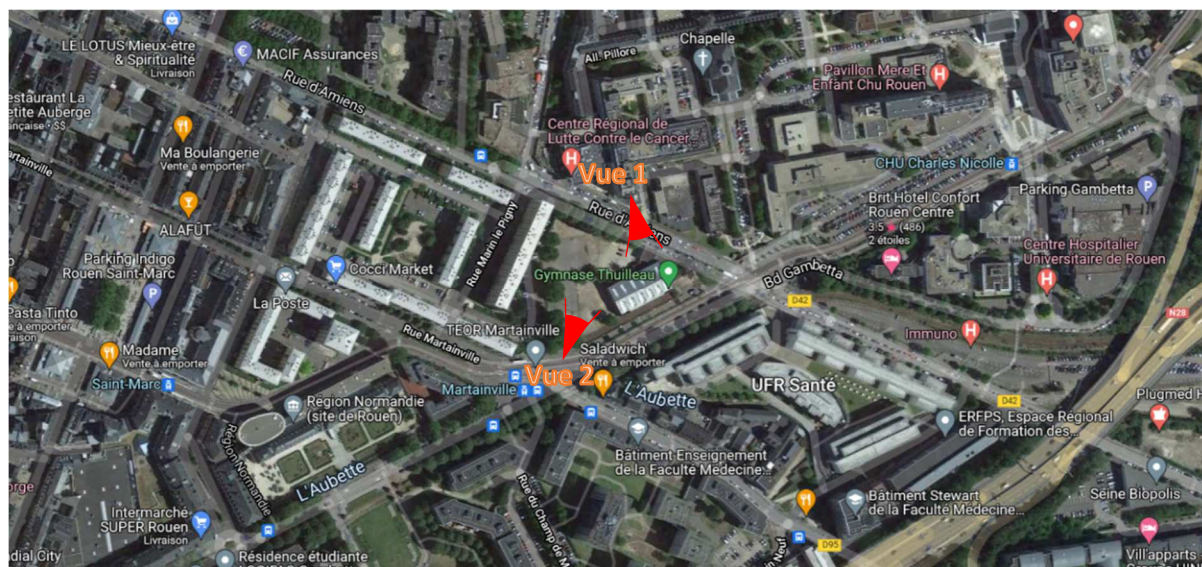 LE LOTUS Mieux-être
& Spiritualité
Livraison
MACIF Assurances
Rue d'Amiens
All. Pillore
Chapelle
Pavillon Mere Et
Enfant Chu Rouen
Restaurant La
Petite Auberge
Française • $$
Ma Boulangerie
Vente à emporter
Centre Régional de
Lutte Contre le Cancer...
Vue 1
CHU Charles Nicolle
Parking Gambetta
Martainville
ALAFÛT
Rue Marin le Pigny
Rue d'Amiens
Brit Hotel Confort
Rouen Centre
3,5 (486)
2 étoiles
Centre Hospitalier
Universitaire de Rouen
Parking Indigo
Rouen Saint-Marc
Cocci Market
Gymnase Thuilleau
Bd Gambetta
La Poste
D42
N28
Pasta Tinto
Rue Martainville
TEOR Martainville
Immuno
Madame
Vente à emporter
Saladwich'
Vente à emporter
Saint-Marc
Martainville
Vue 2
L'Aubette
UFR Santé
Région Normandie
(site de Rouen)
D42
Plugmed H
ERFPS, Espace Régional
de Formation des...
Région Normandie
Bâtiment Enseignement
de la Faculté Médecine...
L'Aubette
Rue du Champ de M
Seine Biopolis
Intermarché
SUPER Rouen
Livraison
Bâtiment Stewart
de la Faculté Médecine...
D95
Résidence étudiante
Vill'apparts